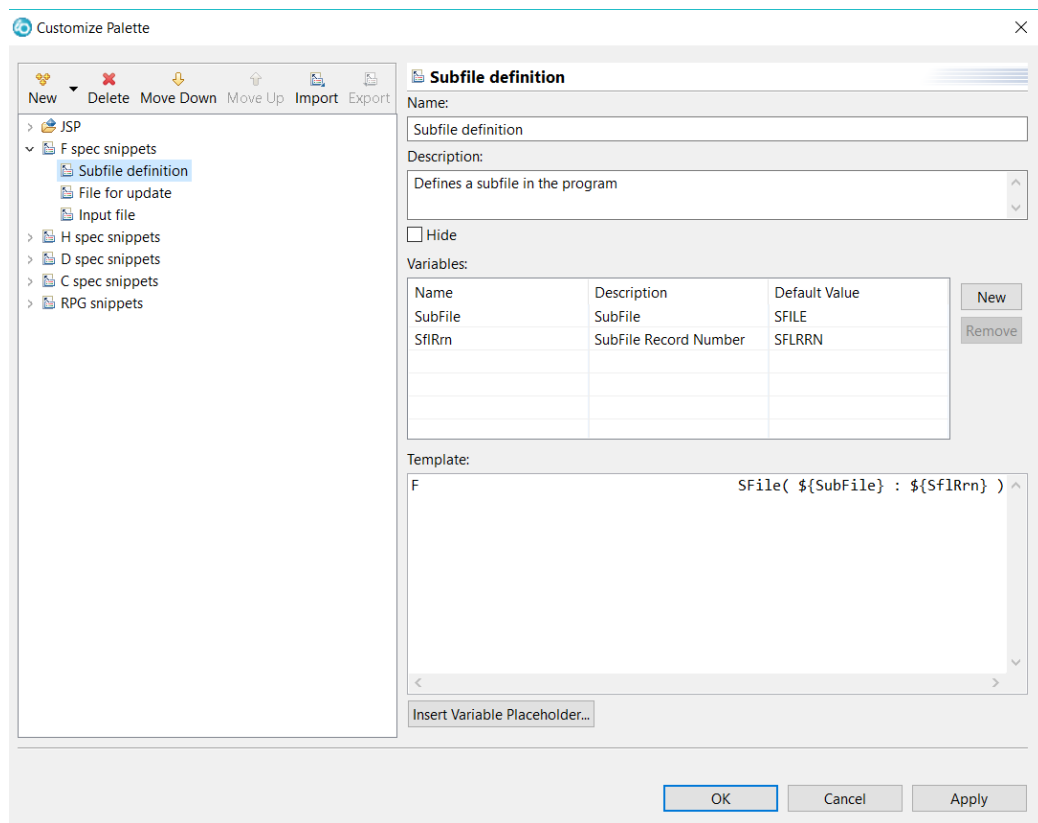 Customize Palette
New Delete Move Down Move Up Import Export
JSP
F spec snippets
Subfile definition
File for update
Input file
H spec snippets
D spec snippets
C spec snippets
RPG snippets
Subfile definition
Name:
Subfile definition
Description:
Defines a subfile in the program
Hide
Variables:
Name Description Default Value
SubFile SubFile SFILE
SflRrn SubFile Record Number SFLRRN
New
Remove
Template:
F SFile( ${SubFile} : ${SflRrn} )
Insert Variable Placeholder...
OK Cancel Apply